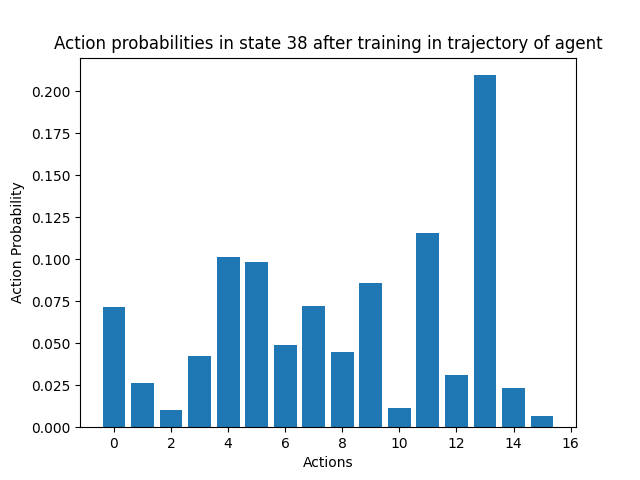 Action probabilities in state 38 after training in trajectory of agent
0.200
0.175
0.150
0.125
0.100
0.075
0.050
0.025
0.000
Action Probability
0 2 4 6 8 10 12 14 16
Actions